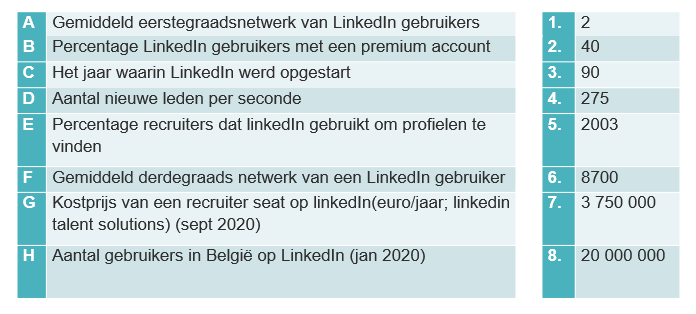 A Gemiddeld eerstegraadsnetwerk van LinkedIn gebruikers 1. 2
B Percentage LinkedIn gebruikers met een premium account 2. 40
C Het jaar waarin LinkedIn werd opgestart 3. 90
D Aantal nieuwe leden per seconde 4. 275
E Percentage recruiters dat linkedIn gebruikt om profielen te 5. 2003
vinden
F Gemiddeld derdegraads netwerk van een LinkedIn gebruiker 6. 8700
G Kostprijs van een recruiter seat op linkedIn(euro/jaar; linkedin 7. 3 750 000
talent solutions) (sept 2020)
H Aantal gebruikers in België op LinkedIn (jan 2020) 8. 20 000 000